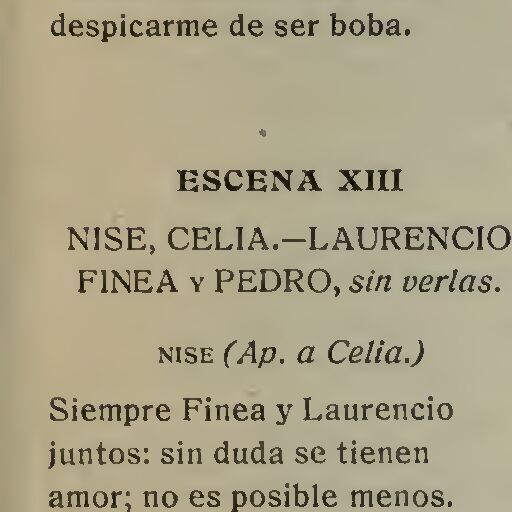 despicarme de ser boba.
ESCENA XIII
NISE, CELIA.—LAURENCIO
FINEA Y PEDRO, sin verlas.
NISE (Ap. a Celia.)
Siempre Finea y Laurencio
juntos: sin duda se tienen
amor; no es posible menos.